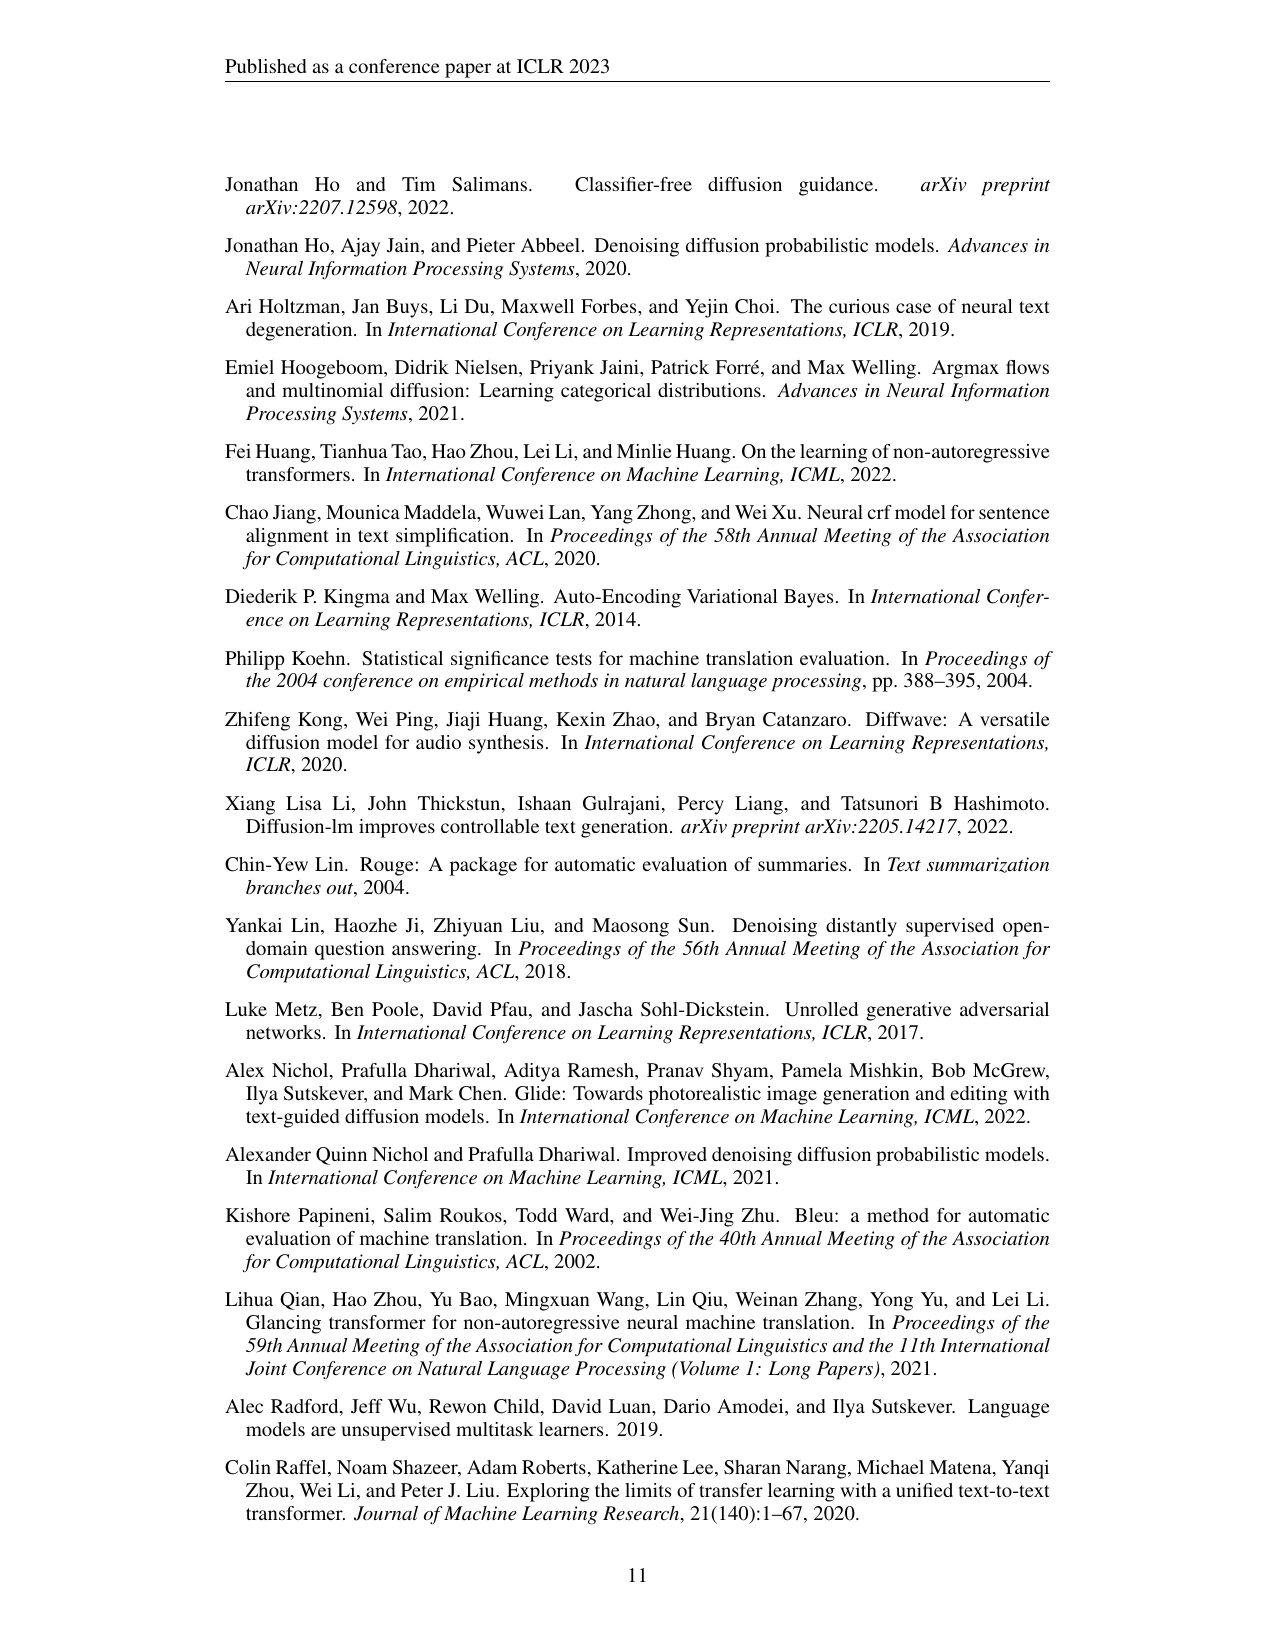 Published as a conference paper at ICLR 2023
Jonathan Ho and Tim Salimans. Classifier-free diffusion guidance. arXiv preprint
arXiv:2207.12598, 2022.
Jonathan Ho, Ajay Jain, and Pieter Abbeel. Denoising diffusion probabilistic models. Advances in
Neural Information Processing Systems, 2020.
Ari Holtzman, Jan Buys, Li Du, Maxwell Forbes, and Yejin Choi. The curious case of neural text
degeneration. In International Conference on Learning Representations, ICLR, 2019.
Emiel Hoogeboom, Didrik Nielsen, Priyank Jaini, Patrick Forré, and Max Welling. Argmax flows
and multinomial diffusion: Learning categorical distributions. Advances in Neural Information
Processing Systems, 2021.
Fei Huang, Tianhua Tao, Hao Zhou, Lei Li, and Minlie Huang. On the learning of non-autoregressive
transformers. In International Conference on Machine Learning, ICML, 2022.
Chao Jiang, Mounica Maddela, Wuwei Lan, Yang Zhong, and Wei Xu. Neural crf model for sentence
alignment in text simplification. In Proceedings of the 58th Annual Meeting of the Association
for Computational Linguistics, ACL, 2020.
Diederik P. Kingma and Max Welling. Auto-Encoding Variational Bayes. In International Confer-
ence on Learning Representations, ICLR, 2014.
Philipp Koehn. Statistical significance tests for machine translation evaluation. In Proceedings of
the 2004 conference on empirical methods in natural language processing, pp. 388–395, 2004.
Zhifeng Kong, Wei Ping, Jiaji Huang, Kexin Zhao, and Bryan Catanzaro. Diffwave: A versatile
diffusion model for audio synthesis. In International Conference on Learning Representations,
ICLR, 2020.
Xiang Lisa Li, John Thickstun, Ishaan Gulrajani, Percy Liang, and Tatsunori B Hashimoto.
Diffusion-lm improves controllable text generation. arXiv preprint arXiv:2205.14217, 2022.
Chin-Yew Lin. Rouge: A package for automatic evaluation of summaries. In Text summarization
branches out, 2004.
Yankai Lin, Haozhe Ji, Zhiyuan Liu, and Maosong Sun. Denoising distantly supervised open-
domain question answering. In Proceedings of the 56th Annual Meeting of the Association for
Computational Linguistics, ACL, 2018.
Luke Metz, Ben Poole, David Pfau, and Jascha Sohl-Dickstein. Unrolled generative adversarial
networks. In International Conference on Learning Representations, ICLR, 2017.
Alex Nichol, Prafulla Dhariwal, Aditya Ramesh, Pranav Shyam, Pamela Mishkin, Bob McGrew,
Ilya Sutskever, and Mark Chen. Glide: Towards photorealistic image generation and editing with
text-guided diffusion models. In International Conference on Machine Learning, ICML, 2022.
Alexander Quinn Nichol and Prafulla Dhariwal. Improved denoising diffusion probabilistic models.
In International Conference on Machine Learning, ICML, 2021.
Kishore Papineni, Salim Roukos, Todd Ward, and Wei-Jing Zhu. Bleu: a method for automatic
evaluation of machine translation. In Proceedings of the 40th Annual Meeting of the Association
for Computational Linguistics, ACL, 2002.
Lihua Qian, Hao Zhou, Yu Bao, Mingxuan Wang, Lin Qiu, Weinan Zhang, Yong Yu, and Lei Li.
Glancing transformer for non-autoregressive neural machine translation. In Proceedings of the
59th Annual Meeting of the Association for Computational Linguistics and the 11th International
Joint Conference on Natural Language Processing (Volume 1: Long Papers), 2021.
Alec Radford, Jeff Wu, Rewon Child, David Luan, Dario Amodei, and Ilya Sutskever. Language
models are unsupervised multitask learners. 2019.
Colin Raffel, Noam Shazeer, Adam Roberts, Katherine Lee, Sharan Narang, Michael Matena, Yanqi
Zhou, Wei Li, and Peter J. Liu. Exploring the limits of transfer learning with a unified text-to-text
transformer. Journal of Machine Learning Research, 21(140):1–67, 2020.
11